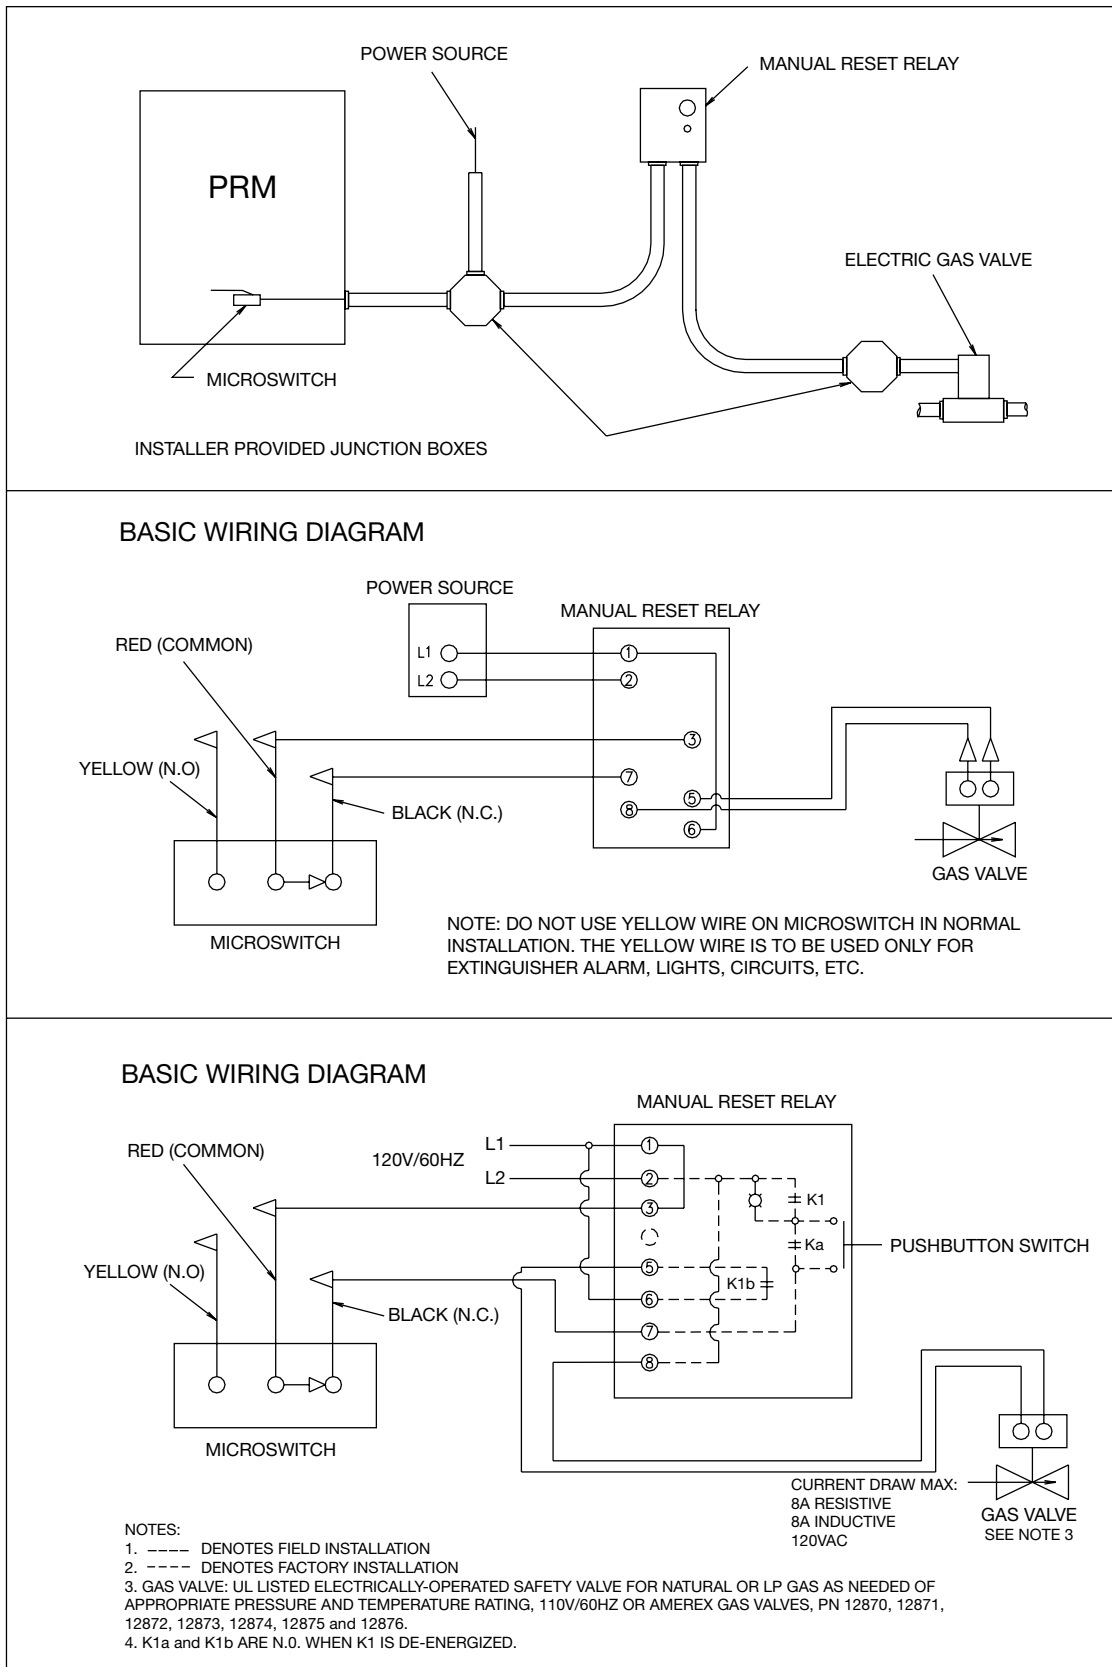 POWER SOURCE
MANUAL RESET RELAY
PRM
ELECTRIC GAS VALVE
MICROSWITCH
INSTALLER PROVIDED JUNCTION BOXES
BASIC WIRING DIAGRAM
POWER SOURCE
MANUAL RESET RELAY
RED (COMMON)
L1
1
L2
2
3
YELLOW (N.O)
7
5
BLACK (N.C.)
8
6
GAS VALVE
MICROSWITCH
NOTE: DO NOT USE YELLOW WIRE ON MICROSWITCH IN NORMAL
INSTALLATION. THE YELLOW WIRE IS TO BE USED ONLY FOR
EXTINGUISHER ALARM, LIGHTS, CIRCUITS, ETC.
BASIC WIRING DIAGRAM
MANUAL RESET RELAY
RED (COMMON)
L1
1
120V/60HZ
L2
2
K1
3
Ka
PUSHBUTTON SWITCH
YELLOW (N.O)
5
K1b
6
BLACK (N.C.)
7
8
MICROSWITCH
CURRENT DRAW MAX:
8A RESISTIVE
8A INDUCTIVE
120VAC
GAS VALVE
SEE NOTE 3
NOTES:
1. ---- DENOTES FIELD INSTALLATION
2. ---- DENOTES FACTORY INSTALLATION
3. GAS VALVE: UL LISTED ELECTRICALLY-OPERATED SAFETY VALVE FOR NATURAL OR LP GAS AS NEEDED OF
APPROPRIATE PRESSURE AND TEMPERATURE RATING, 110V/60HZ OR AMEREX GAS VALVES, PN 12870, 12871,
12872, 12873, 12874, 12875 and 12876.
4. K1a and K1b ARE N.0. WHEN K1 IS DE-ENERGIZED.